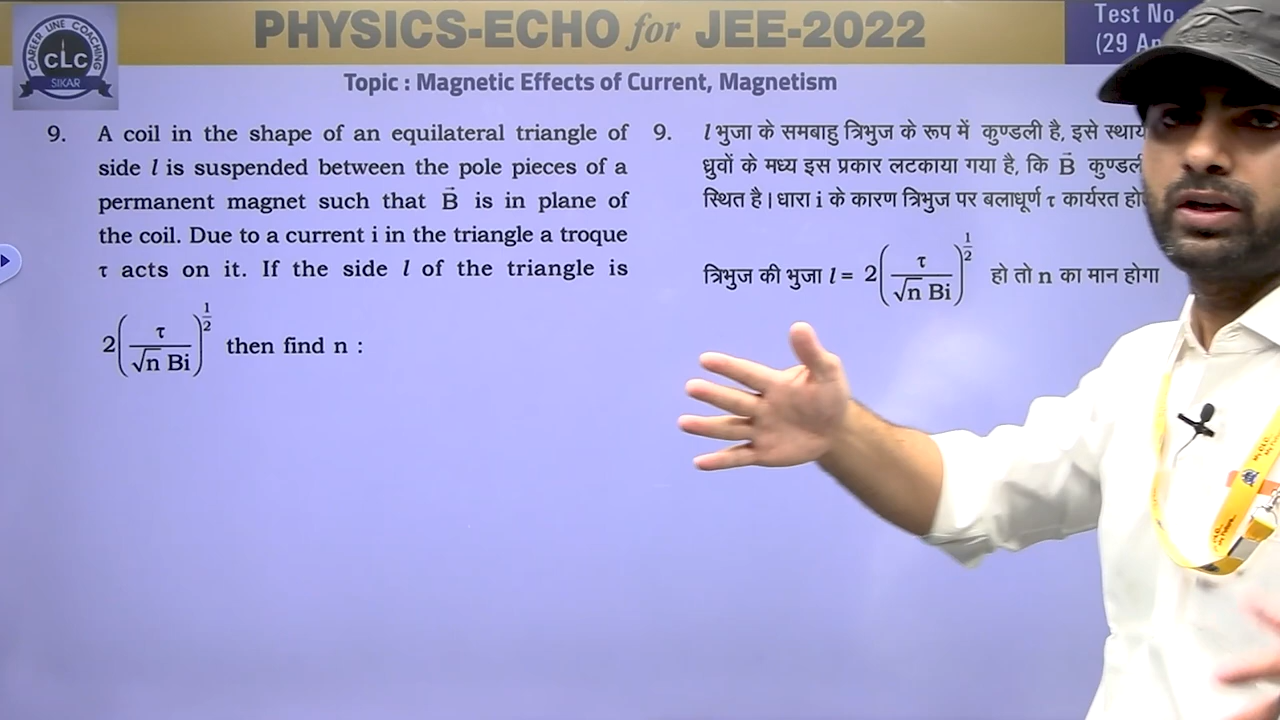 PHYSICS-ECHO for JEE-2022
Test No.
(29
CAREER LINE COACHING
CLC
SIKAR
Topic : Magnetic Effects of Current, Magnetism
9. A coil in the shape of an equilateral triangle of
side l is suspended between the pole pieces of a
permanent magnet such that B⃗ is in plane of
the coil. Due to a current i in the triangle a troque
τ acts on it. If the side l of the triangle is
2(τ/√n Bi)^(1/2) then find n :
9. l भुजा के समबाहु त्रिभुज के रूप में कुण्डली है, इसे
ध्रुवों के मध्य इस प्रकार लटकाया गया है, कि B⃗
स्थित है। धारा i के कारण त्रिभुज पर बलाघूर्ण τ कार्यरत
त्रिभुज की भुजा l = 2(τ/√n Bi)^(1/2) हो तो n का मान होगा